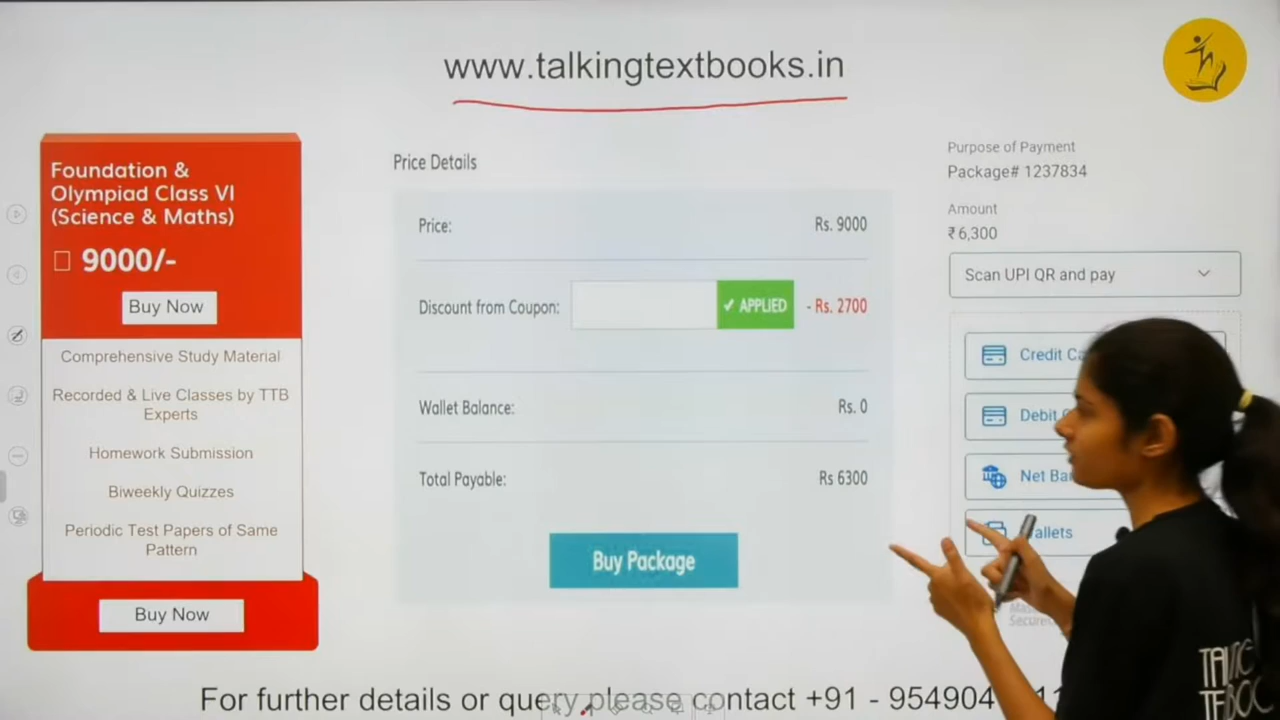 www.talkingtextbooks.in
Foundation &
Olympiad Class VI
(Science & Maths)
9000/-
Buy Now
Comprehensive Study Material
Recorded & Live Classes by TTB
Experts
Homework Submission
Biweekly Quizzes
Periodic Test Papers of Same
Pattern
Buy Now
Price Details
Price: Rs. 9000
Discount from Coupon: ✓ APPLIED - Rs. 2700
Wallet Balance: Rs. 0
Total Payable: Rs 6300
Buy Package
Purpose of Payment
Package# 1237834
Amount
₹ 6,300
Scan UPI QR and pay
Credit
Debit
Net
For further details or query please contact +91 - 954904